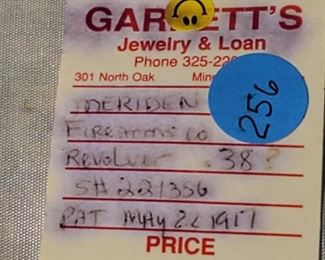 GARRETT'S
Jewelry & Loan
Phone 325-22
301 North Oak Mine
256
MERIDEN
Firearms Co
Revolver .38?
S# 221356
PAT MAY 22 1917
PRICE